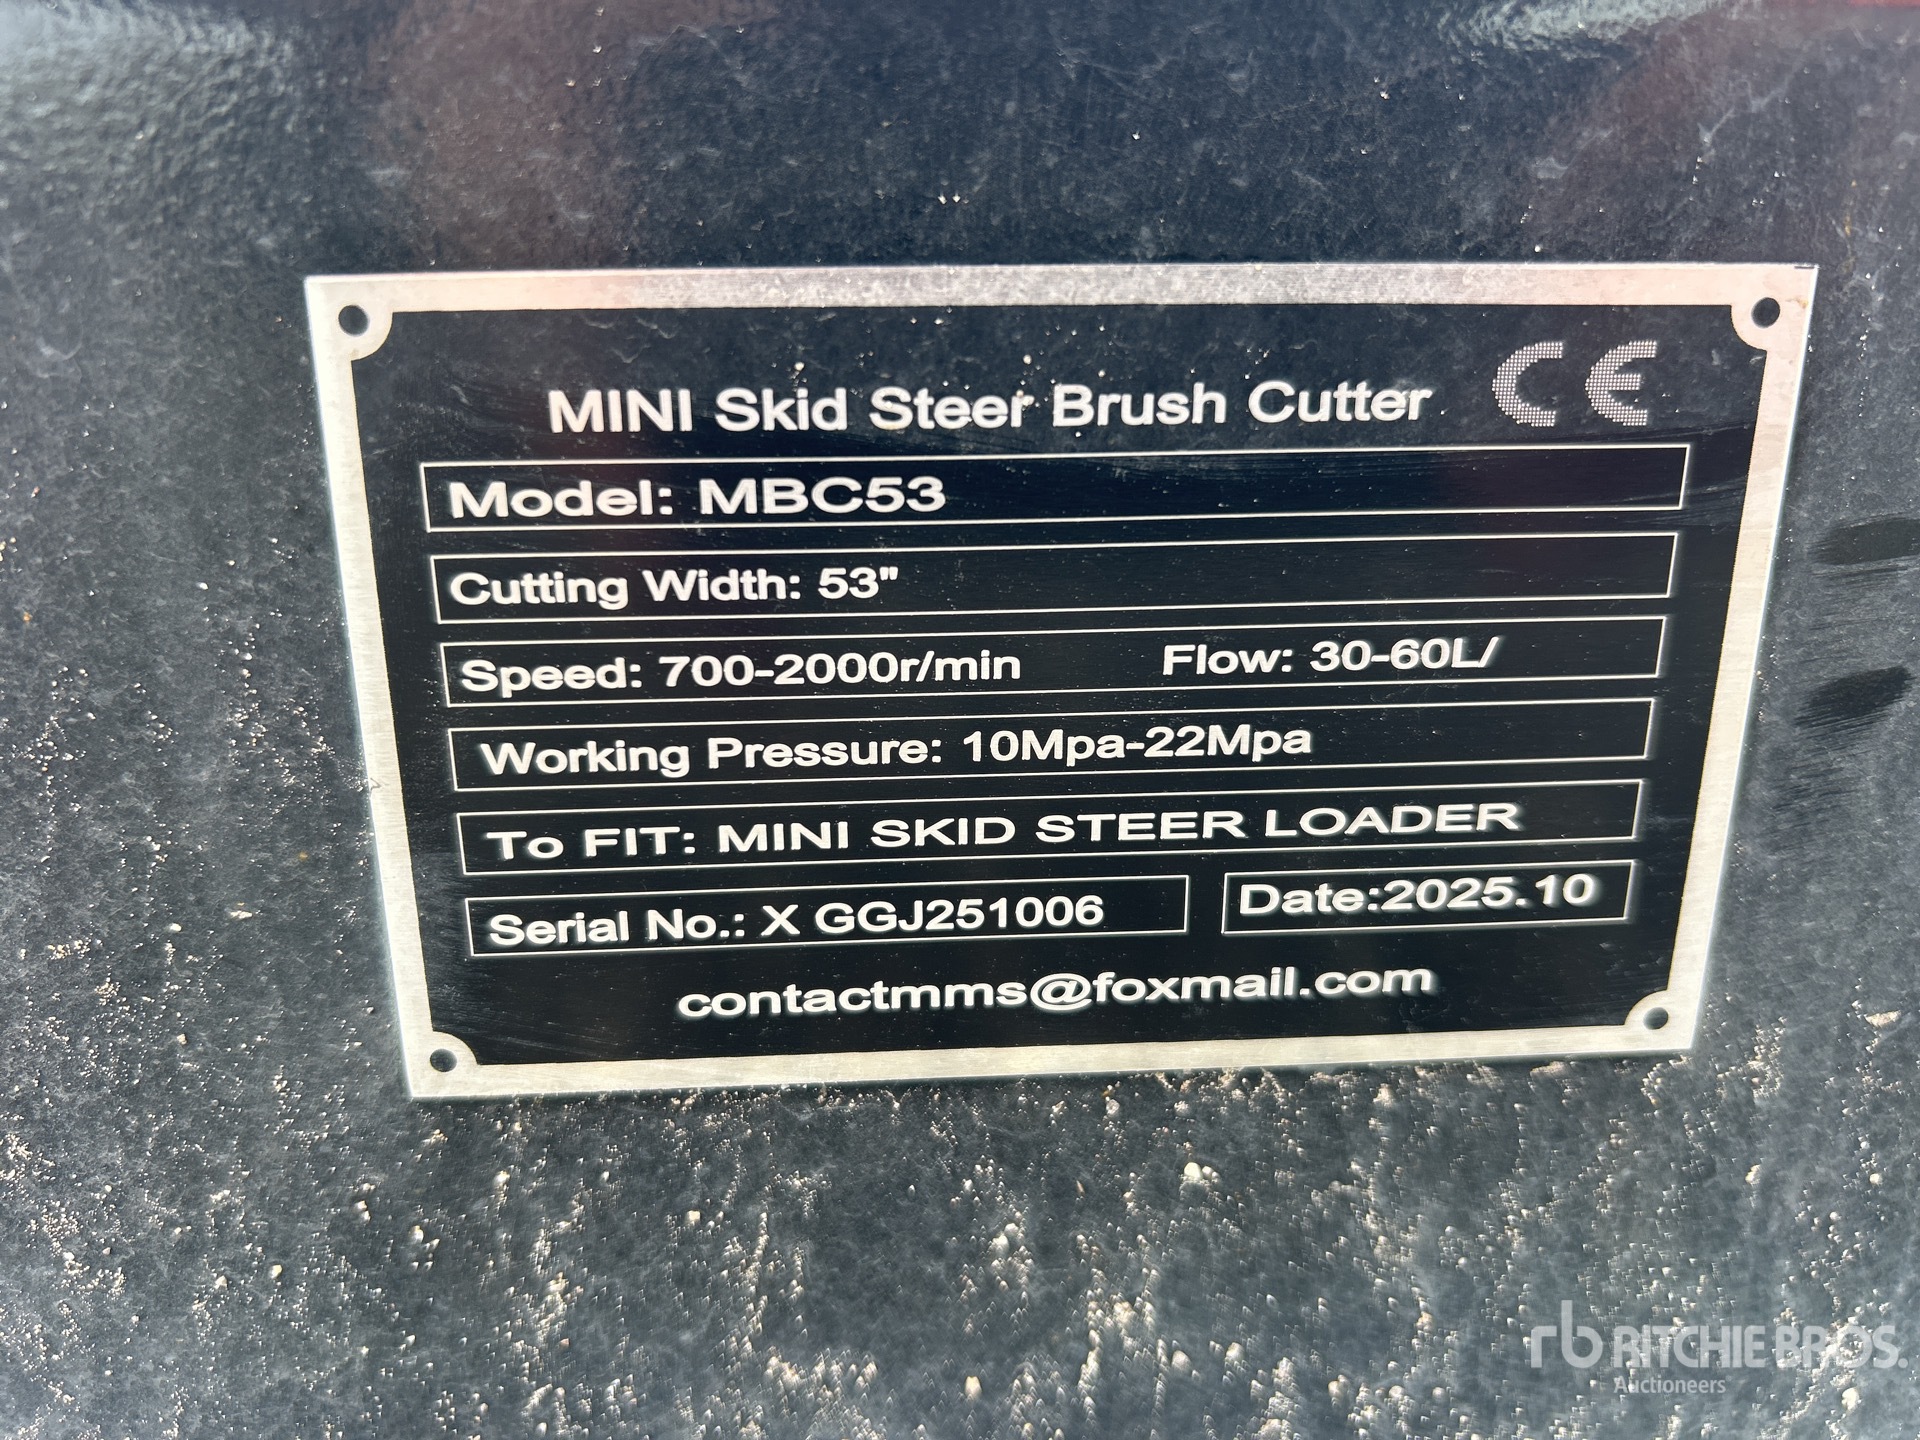 MINI Skid Steer Brush Cutter CE
Model: MBC53
Cutting Width: 53"
Speed: 700-2000r/min Flow: 30-60L/
Working Pressure: 10Mpa-22Mpa
To FIT: MINI SKID STEER LOADER
Serial No.: X GGJ251006 Date:2025.10
contactmms@foxmail.com
rb RITCHIE BROS.
Auctioneers